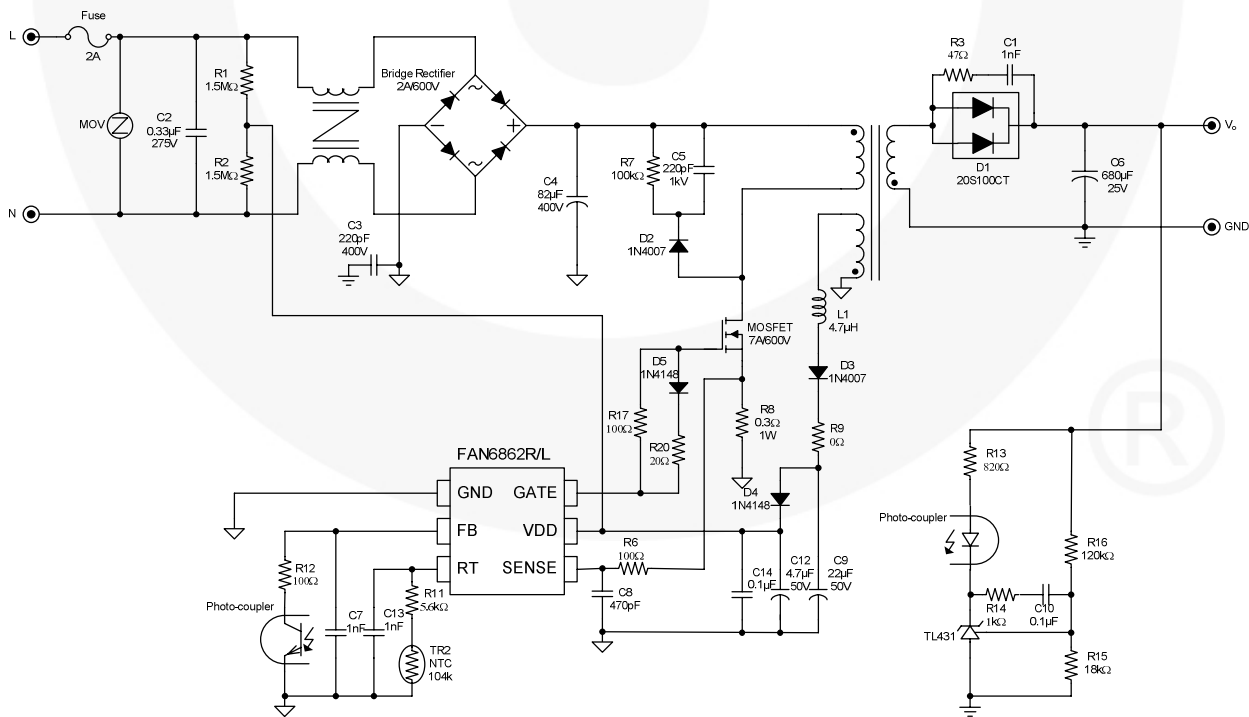 Fuse
L
2A
R1
1.5MΩ
MOV
C2
0.33µF
275V
R2
1.5MΩ
N
Bridge Rectifier
2A/600V
C3
220pF
400V
C4
82µF
400V
R7
100kΩ
C5
220pF
1kV
D2
1N4007
R3
47Ω
C1
1nF
D1
20S100CT
Vo
C6
680µF
25V
GND
L1
4.7µH
MOSFET
7A/600V
D3
1N4007
D5
1N4148
R17
100Ω
R20
20Ω
R8
0.3Ω
1W
R9
0Ω
D4
1N4148
FAN6862R/L
GND
GATE
FB
VDD
RT
SENSE
R6
100Ω
C8
470pF
C14
0.1µF
C12
4.7µF
50V
C9
22µF
50V
R12
100Ω
Photo-coupler
C7
1nF
C13
1nF
R11
5.6kΩ
TR2
NTC
104k
R13
820Ω
Photo-coupler
R16
120kΩ
R14
1kΩ
C10
0.1µF
TL431
R15
18kΩ
®